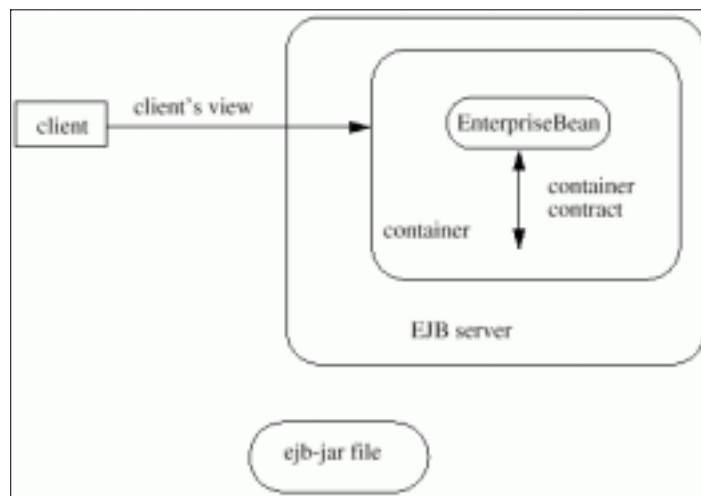 client's view
client
EnterpriseBean
container
contract
container
EJB server
ejb-jar file